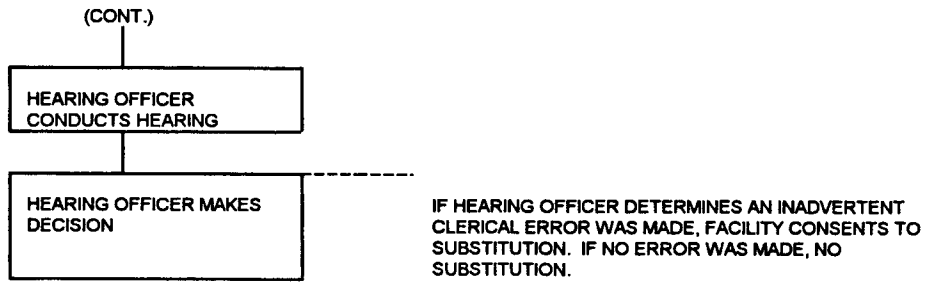 (CONT.)
HEARING OFFICER
CONDUCTS HEARING
HEARING OFFICER MAKES
DECISION
IF HEARING OFFICER DETERMINES AN INADVERTENT
CLERICAL ERROR WAS MADE, FACILITY CONSENTS TO
SUBSTITUTION. IF NO ERROR WAS MADE, NO
SUBSTITUTION.